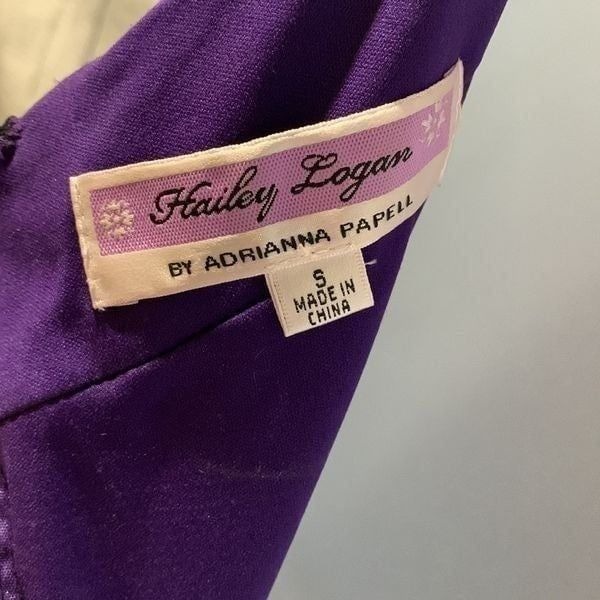 Hailey Logan
BY ADRIANNA PAPELL
S
MADE IN
CHINA